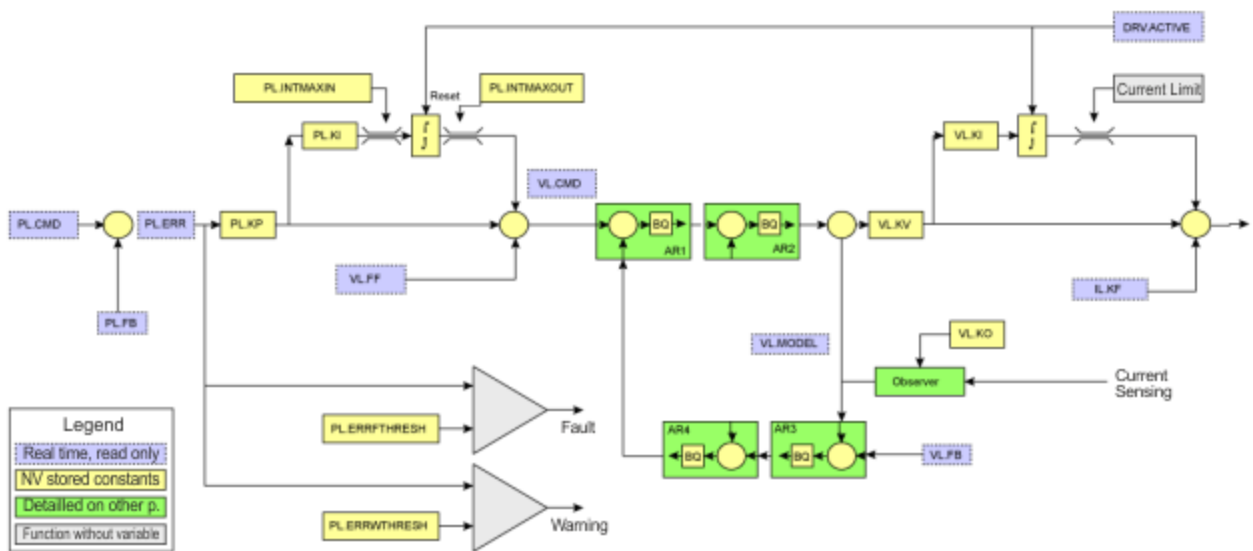 DRV.ACTIVE
PL.INTMAXIN
Reset
PL.INTMAXOUT
Current Limit
PL.KI
∫
VL.KI
∫
VL.CMD
PL.CMD
PL.ERR
PL.KP
BQ
AR1
BQ
AR2
VL.KV
VL.FF
IL.KF
PL.FB
VL.KO
VL.MODEL
Observer
Current
Sensing
PL.ERRFTHRESH
Fault
AR4
BQ
AR3
BQ
VL.FB
PL.ERRWTHRESH
Warning
Legend
Real time, read only
NV stored constants
Detailled on other p.
Function without variable